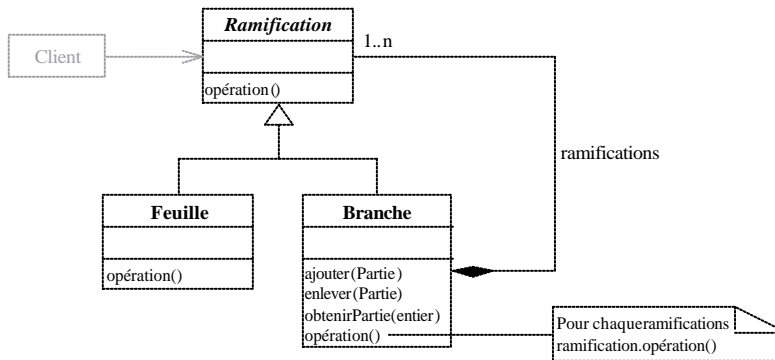 Ramification
1..n
Client
opération()
ramifications
Feuille
Branche
opération()
ajouter(Partie)
enlever(Partie)
obtenirPartie(entier)
opération()
Pour chaqueramifications
ramification.opération()